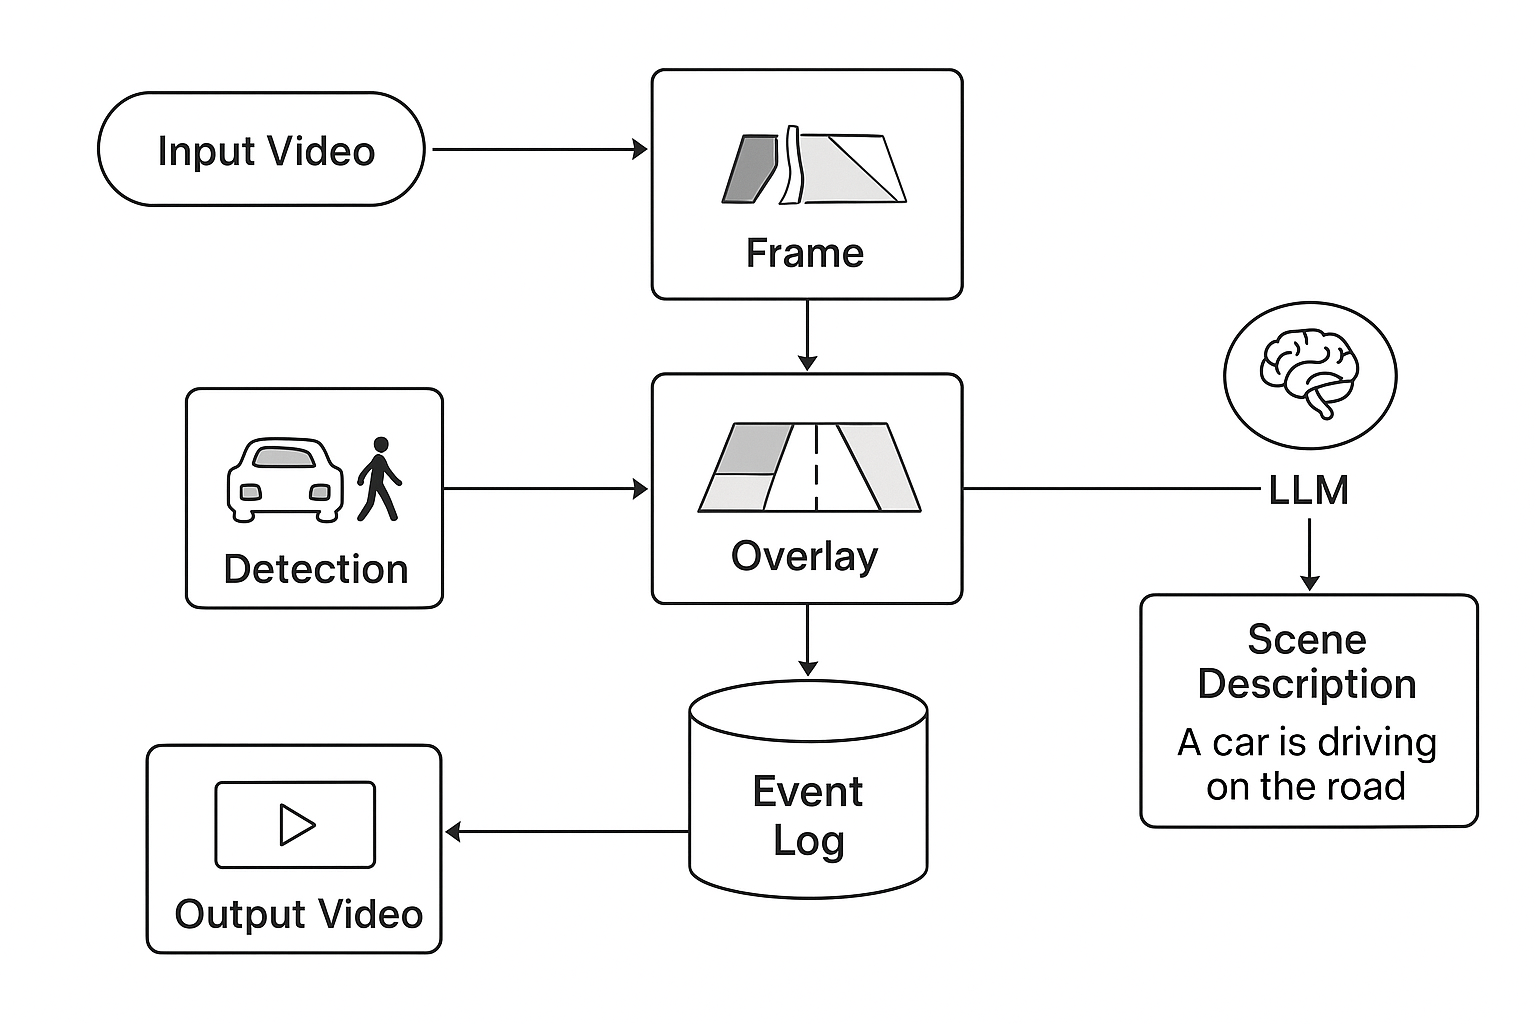 Input Video
Frame
Detection
Overlay
LLM
Scene
Description
A car is driving
on the road
Event
Log
Output Video